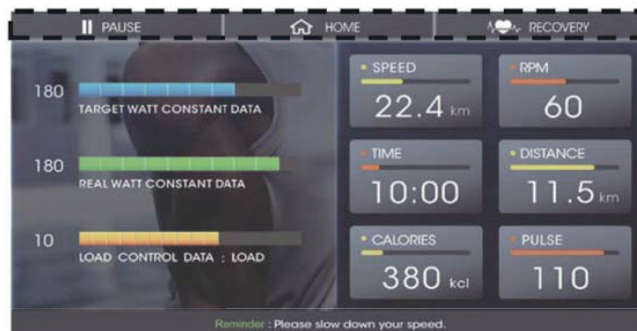 PAUSE HOME RECOVERY
180
TARGET WATT CONSTANT DATA
180
REAL WATT CONSTANT DATA
10
LOAD CONTROL DATA : LOAD
SPEED
22.4 km
RPM
60
TIME
10:00
DISTANCE
11.5 km
CALORIES
380 kcl
PULSE
110
Reminder : Please slow down your speed.